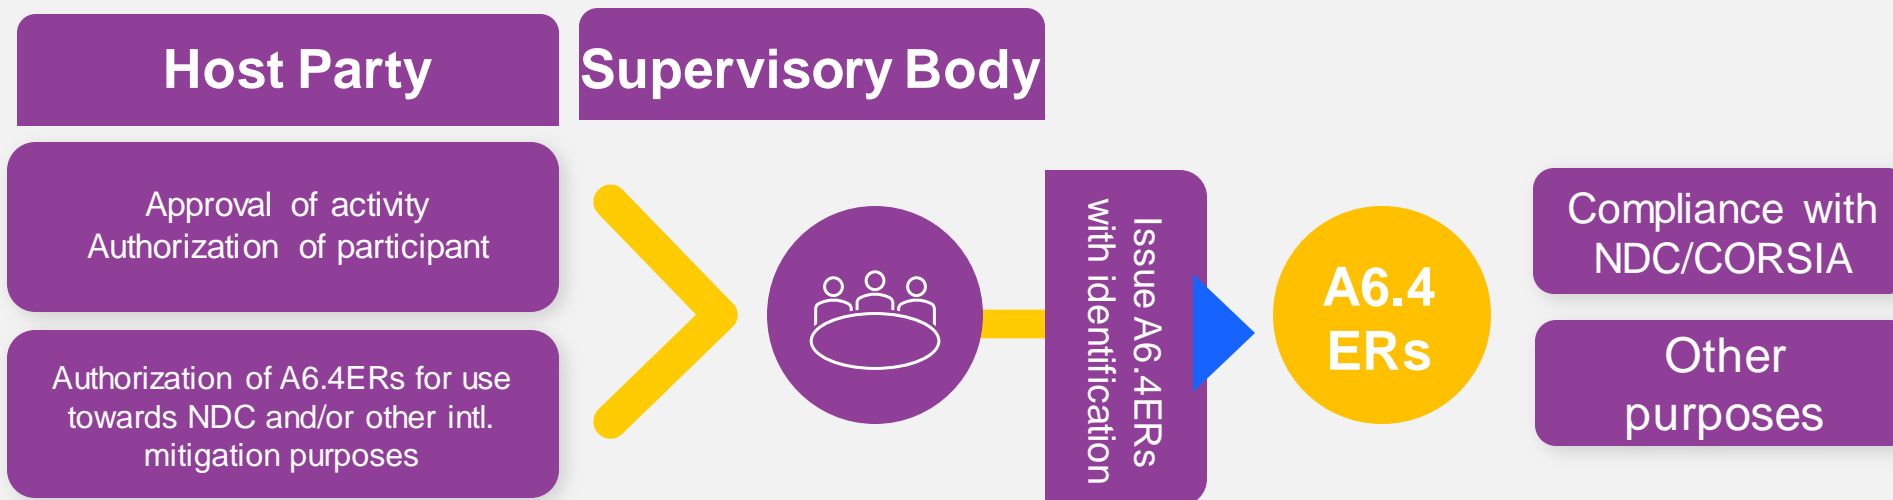 Host Party
Supervisory Body
Approval of activity
Authorization of participant
Authorization of A6.4ERs for use
towards NDC and/or other intl.
mitigation purposes
Issue A6.4ERs
with identification
A6.4
ERs
Compliance with
NDC/CORSIA
Other
purposes